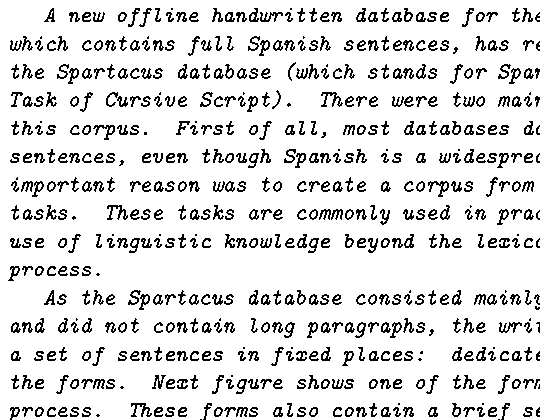 A new offline handwritten database for the
which contains full Spanish sentences, has re
the Spartacus database (which stands for Span
Task of Cursive Script). There were two main
this corpus. First of all, most databases do
sentences, even though Spanish is a widesprea
important reason was to create a corpus from
tasks. These tasks are commonly used in prac
use of linguistic knowledge beyond the lexica
process.
As the Spartacus database consisted mainly
and did not contain long paragraphs, the writ
a set of sentences in fixed places: dedicate
the forms. Next figure shows one of the form
process. These forms also contain a brief se